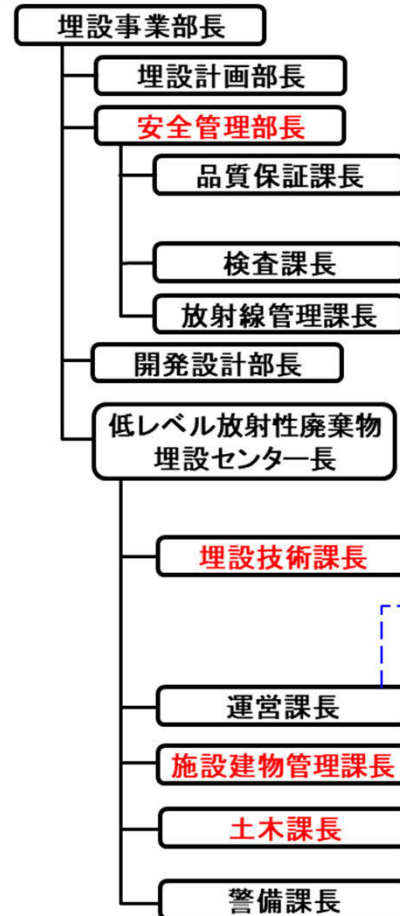 埋設事業部長
埋設計画部長
安全管理部長
品質保証課長
検査課長
放射線管理課長
開発設計部長
低レベル放射性廃棄物
埋設センター長
埋設技術課長
運営課長
施設建物管理課長
土木課長
警備課長